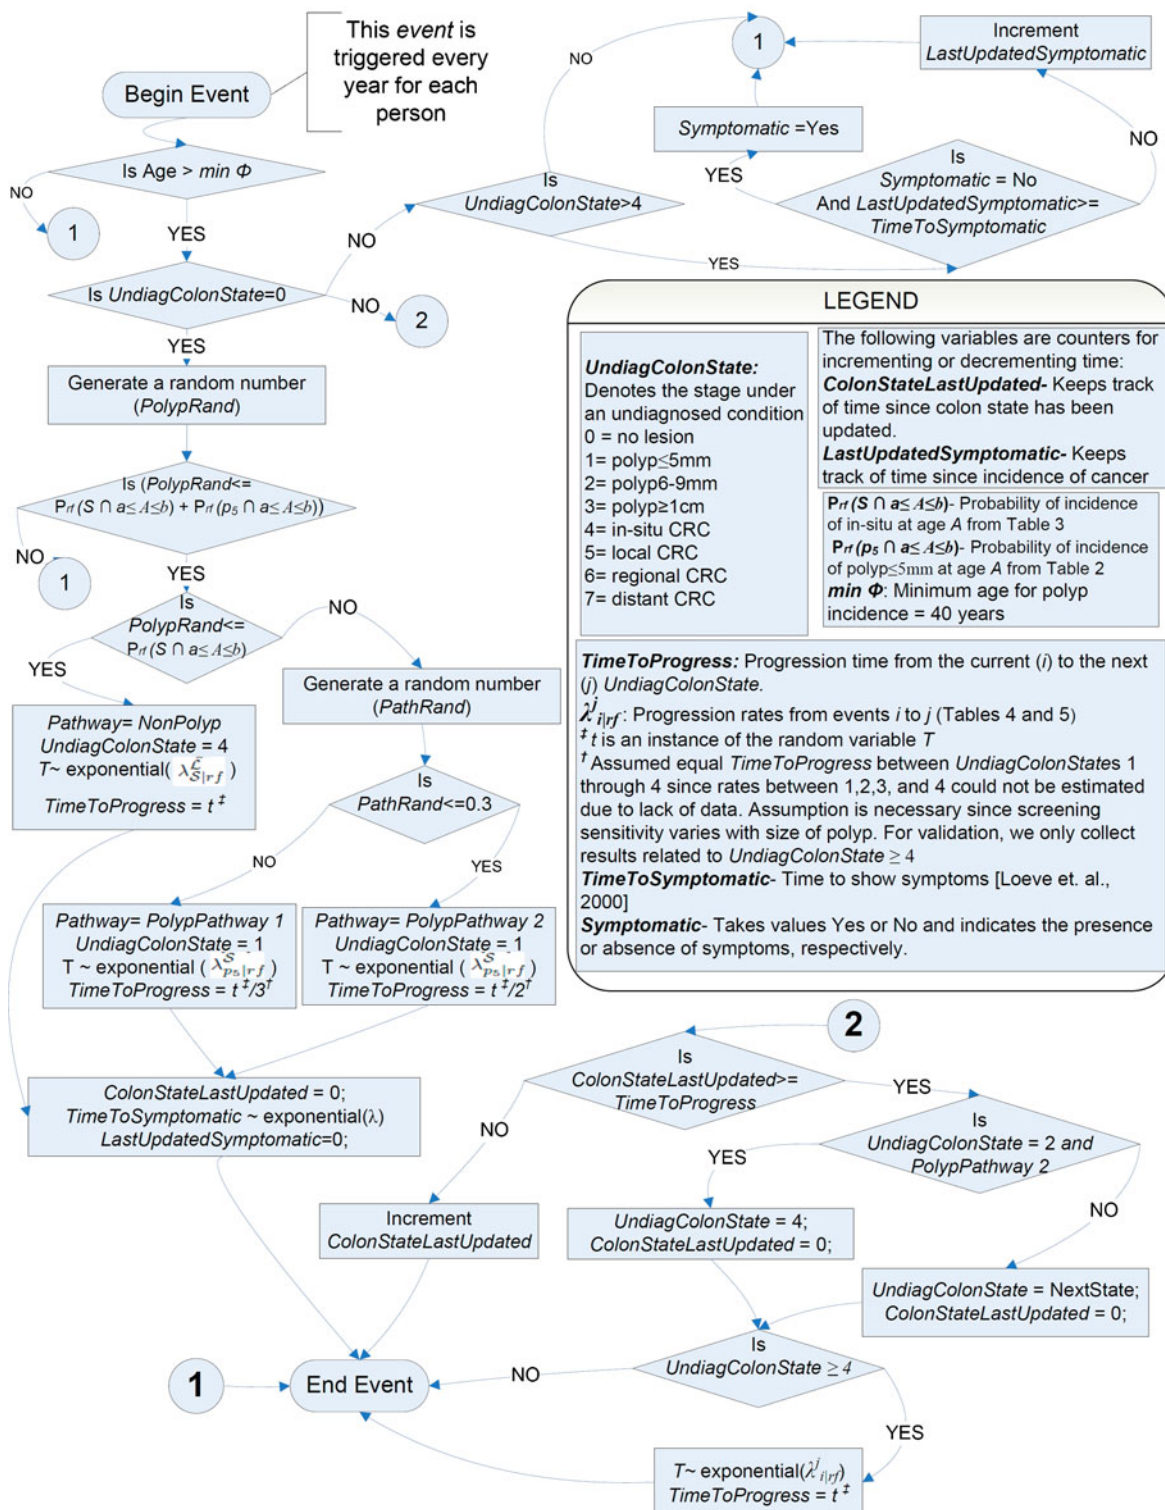 This event is
triggered every
year for each
person
Begin Event
Is Age > min Φ
NO
1
YES
Is UndiagColonState=0
NO
NO
2
YES
Generate a random number
(PolypRand)
Is (PolypRand<=
Prf (S ∩ a≤ A≤b) + Prf (p5 ∩ a≤ A≤b))
NO
1
YES
Is
PolypRand<=
Prf (S ∩ a≤ A≤b)
NO
YES
Generate a random number
(PathRand)
Pathway= NonPolyp
UndiagColonState = 4
T~ exponential( )
TimeToProgress = t ‡
Is
PathRand<=0.3
NO
YES
Pathway= PolypPathway 1
UndiagColonState = 1
T ~ exponential ( λ^S p5|rf )
TimeToProgress = t ‡/3†
Pathway= PolypPathway 2
UndiagColonState = 1
T ~ exponential ( λ^S p5|rf )
TimeToProgress = t ‡/2†
ColonStateLastUpdated = 0;
TimeToSymptomatic ~ exponential(λ)
LastUpdatedSymptomatic=0;
1
Increment
LastUpdatedSymptomatic
NO
Symptomatic =Yes
NO
YES
Is
UndiagColonState>4
Is
Symptomatic = No
And LastUpdatedSymptomatic>=
TimeToSymptomatic
YES
LEGEND
UndiagColonState:
Denotes the stage under
an undiagnosed condition
0 = no lesion
1= polyp≤5mm
2= polyp6-9mm
3= polyp≥1cm
4= in-situ CRC
5= local CRC
6= regional CRC
7= distant CRC
The following variables are counters for
incrementing or decrementing time:
ColonStateLastUpdated- Keeps track
of time since colon state has been
updated.
LastUpdatedSymptomatic- Keeps
track of time since incidence of cancer
Prf (S ∩ a≤ A≤b)- Probability of incidence
of in-situ at age A from Table 3
Prf (p5 ∩ a≤ A≤b)- Probability of incidence
of polyp≤5mm at age A from Table 2
min Φ: Minimum age for polyp
incidence = 40 years
TimeToProgress: Progression time from the current (i) to the next
(j) UndiagColonState.
λ^j i|rf : Progression rates from events i to j (Tables 4 and 5)
‡ t is an instance of the random variable T
† Assumed equal TimeToProgress between UndiagColonStates 1
through 4 since rates between 1,2,3, and 4 could not be estimated
due to lack of data. Assumption is necessary since screening
sensitivity varies with size of polyp. For validation, we only collect
results related to UndiagColonState ≥ 4
TimeToSymptomatic- Time to show symptoms [Loeve et. al.,
2000]
Symptomatic- Takes values Yes or No and indicates the presence
or absence of symptoms, respectively.
2
Is
ColonStateLastUpdated>=
TimeToProgress
YES
NO
Is
UndiagColonState = 2 and
PolypPathway 2
YES
NO
Increment
ColonStateLastUpdated
UndiagColonState = 4;
ColonStateLastUpdated = 0;
UndiagColonState = NextState;
ColonStateLastUpdated = 0;
Is
UndiagColonState ≥ 4
NO
YES
1
End Event
T~ exponential(λ^j i|rf)
TimeToProgress = t ‡